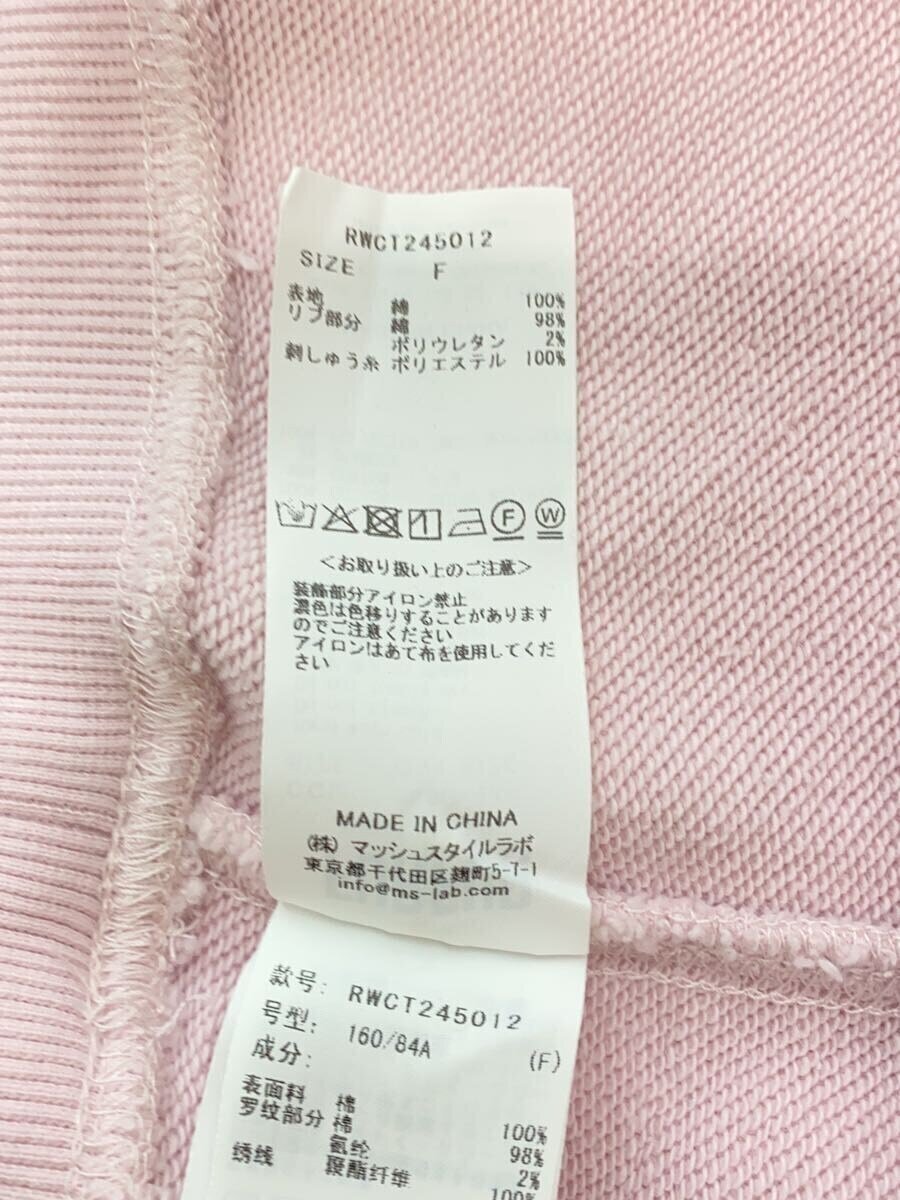 RWCT245012
SIZE F
表地 綿 100%
リブ部分 綿 98%
ポリウレタン 2%
刺しゅう糸 ポリエステル 100%
F W
＜お取り扱い上のご注意＞
装飾部分アイロン禁止
濃色は色移りすることがあります
のでご注意ください
アイロンはあて布を使用してくだ
さい
MADE IN CHINA
(株) マッシュスタイルラボ
東京都千代田区麹町5-7-1
info@ms-lab.com
款号: RWCT245012
号型: 160/84A (F)
成分:
表面料 棉 100%
罗纹部分 棉 98%
氨纶 2%
绣线 聚酯纤维 100%